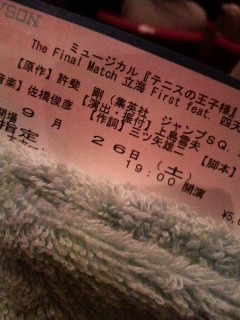 ミュージカル『テニスの王子様』
The Final Match 立海 First feat. 四天
【原作】許斐 剛(集英社 ジャンプSQ.
音楽】佐橋俊彦【演出・振付】上島雪夫
【作詞】三ツ矢雄二【脚本】
9月 26日(土)
開場 19:00 開演
指定
¥5,